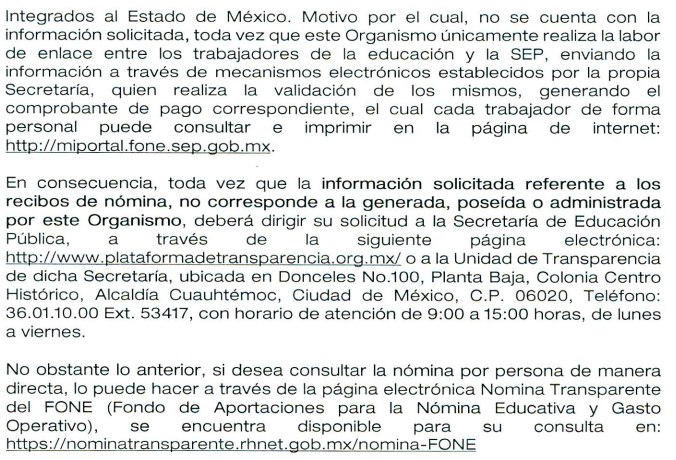 Integrados al Estado de México. Motivo por el cual, no se cuenta con la
información solicitada, toda vez que este Organismo únicamente realiza la labor
de enlace entre los trabajadores de la educación y la SEP, enviando la
información a través de mecanismos electrónicos establecidos por la propia
Secretaría, quien realiza la validación de los mismos, generando el
comprobante de pago correspondiente, el cual cada trabajador de forma
personal puede consultar e imprimir en la página de internet:
http://miportal.fone.sep.gob.mx.
En consecuencia, toda vez que la información solicitada referente a los
recibos de nómina, no corresponde a la generada, poseída o administrada
por este Organismo, deberá dirigir su solicitud a la Secretaría de Educación
Pública, a través de la siguiente página electrónica:
http://www.plataformadetransparencia.org.mx/ o a la Unidad de Transparencia
de dicha Secretaría, ubicada en Donceles No.100, Planta Baja, Colonia Centro
Histórico, Alcaldía Cuauhtémoc, Ciudad de México, C.P. 06020, Teléfono:
36.01.10.00 Ext. 53417, con horario de atención de 9:00 a 15:00 horas, de lunes
a viernes.
No obstante lo anterior, si desea consultar la nómina por persona de manera
directa, lo puede hacer a través de la página electrónica Nomina Transparente
del FONE (Fondo de Aportaciones para la Nómina Educativa y Gasto
Operativo), se encuentra disponible para su consulta en:
https://nominatransparente.rhnet.gob.mx/nomina-FONE